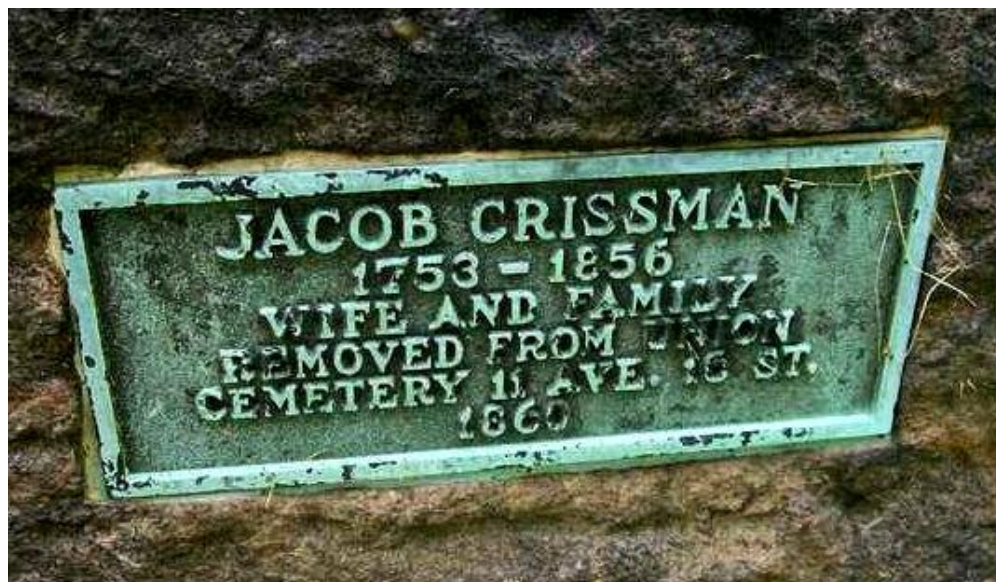 JACOB CRISSMAN
1753 - 1856
WIFE AND FAMILY
REMOVED FROM UNION
CEMETERY 11 AVE. 16 ST.
1860